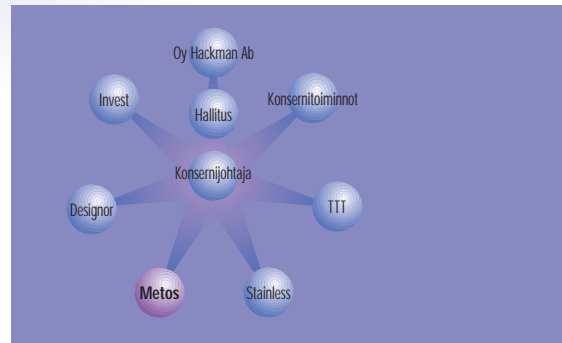 Oy Hackman Ab
Invest
Konsernitoiminnot
Hallitus
Konsernijohtaja
Designor
TTT
Metos
Stainless